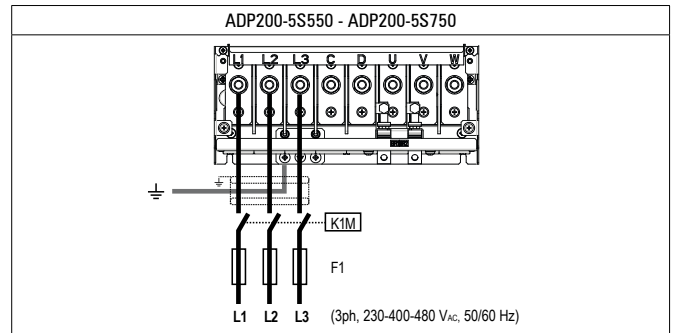 ADP200-5S550 - ADP200-5S750
L1 L2 L3 C D U V W
K1M
F1
L1 L2 L3 (3ph, 230-400-480 VAC, 50/60 Hz)